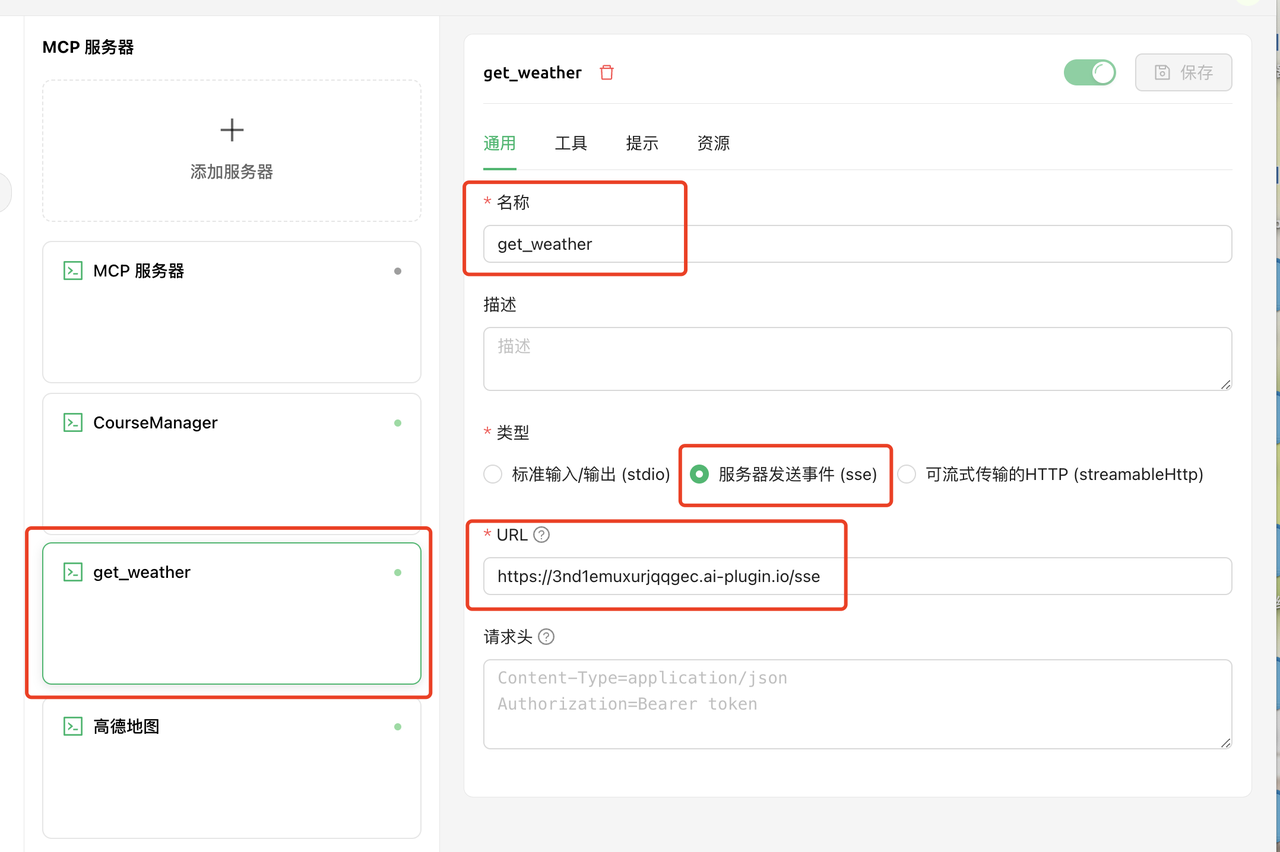 MCP 服务器
添加服务器
MCP 服务器
CourseManager
get_weather
高德地图
get_weather
保存
通用 工具 提示 资源
* 名称
get_weather
描述
描述
* 类型
标准输入/输出 (stdio) 服务器发送事件 (sse) 可流式传输的HTTP (streamableHttp)
* URL
https://3nd1emuxurjqqgec.ai-plugin.io/sse
请求头
Content-Type=application/json
Authorization=Bearer token